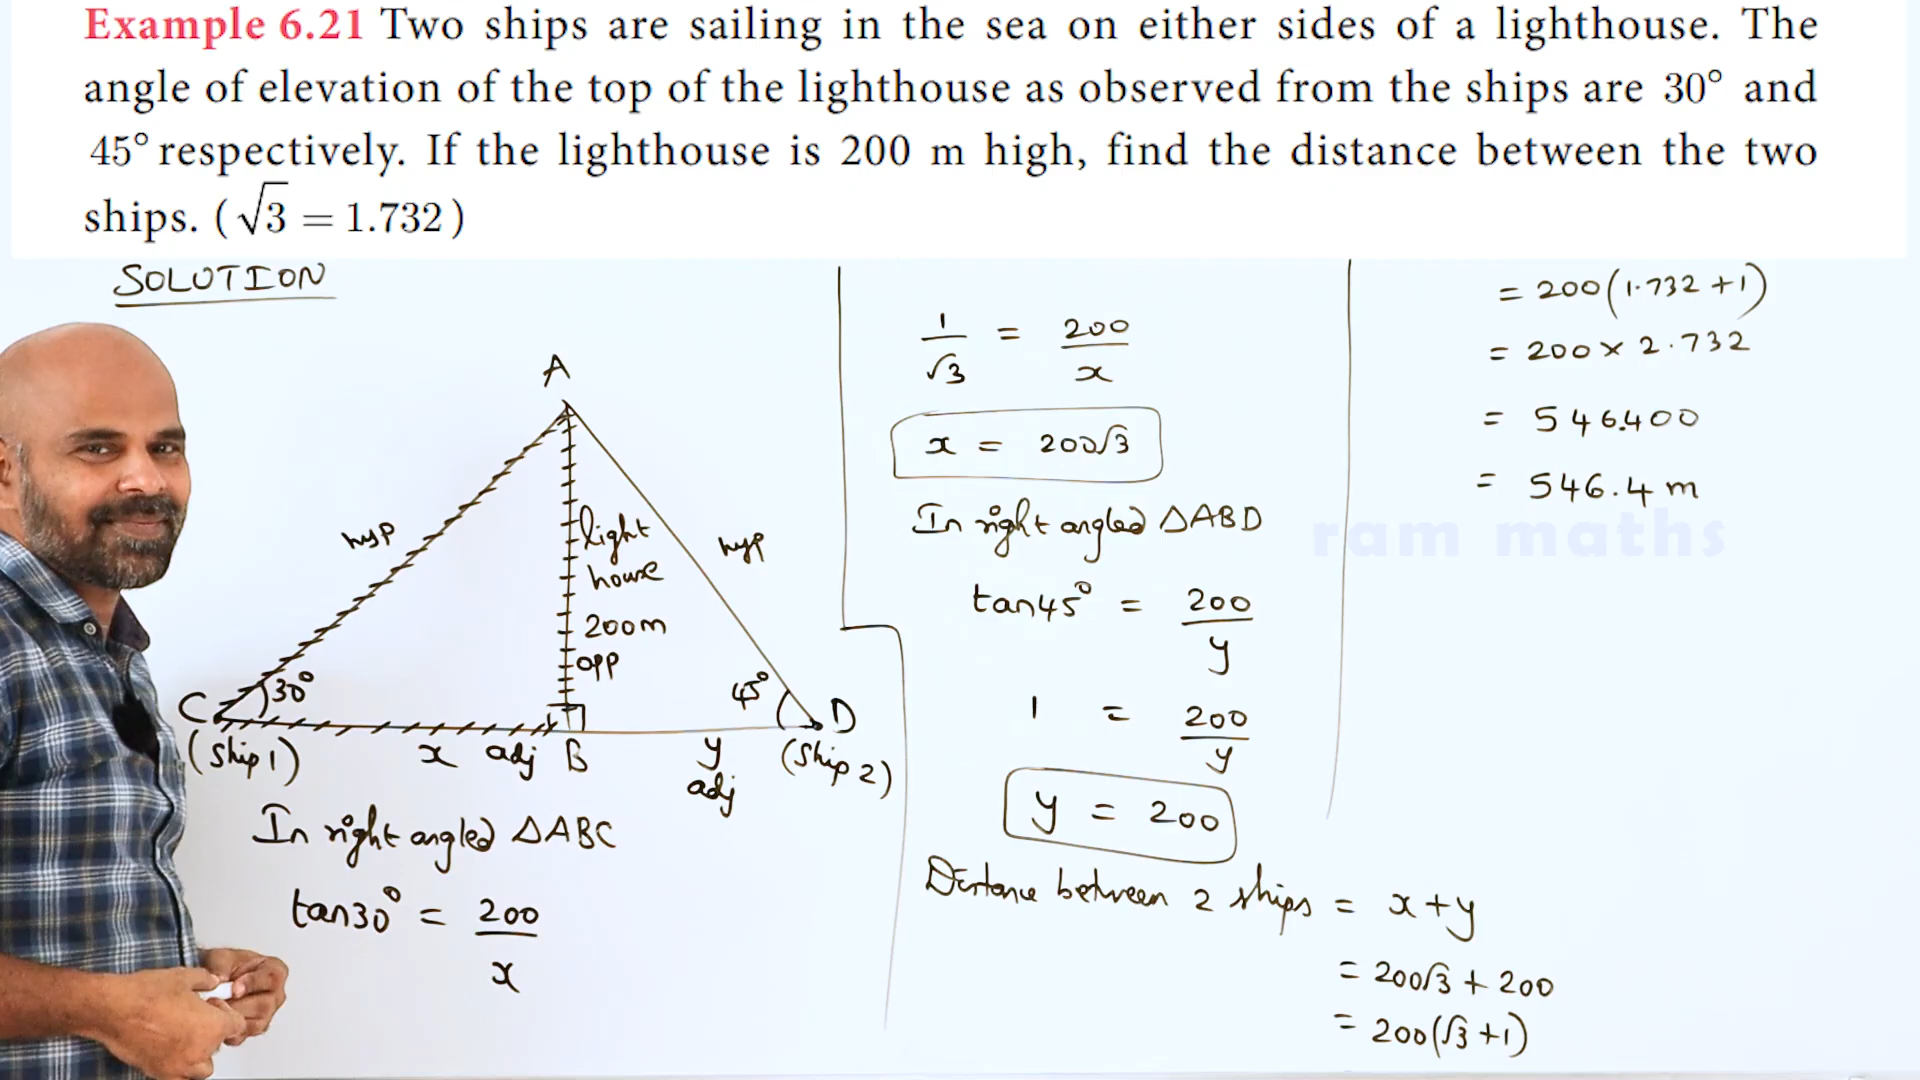 Example 6.21 Two ships are sailing in the sea on either sides of a lighthouse. The
angle of elevation of the top of the lighthouse as observed from the ships are 30° and
45° respectively. If the lighthouse is 200 m high, find the distance between the two
ships. (√3 = 1.732)
SOLUTION
A
hyp
hyp
light
house
200m
opp
30°
45°
C
D
(ship 1)
x
adj
B
y
adj
(ship 2)
In right angled ΔABC
tan30° = 200/x
1/√3 = 200/x
x = 200√3
In right angled ΔABD
tan45° = 200/y
1 = 200/y
y = 200
Distance between 2 ships = x+y
= 200√3 + 200
= 200(√3 +1)
= 200(1.732 +1)
= 200 × 2.732
= 546.400
= 546.4 m
ram maths